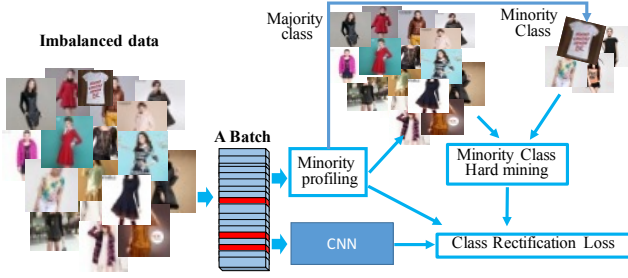 Imbalanced data
Majority
class
Minority
Class
A Batch
Minority
profiling
Minority Class
Hard mining
CNN
Class Rectification Loss